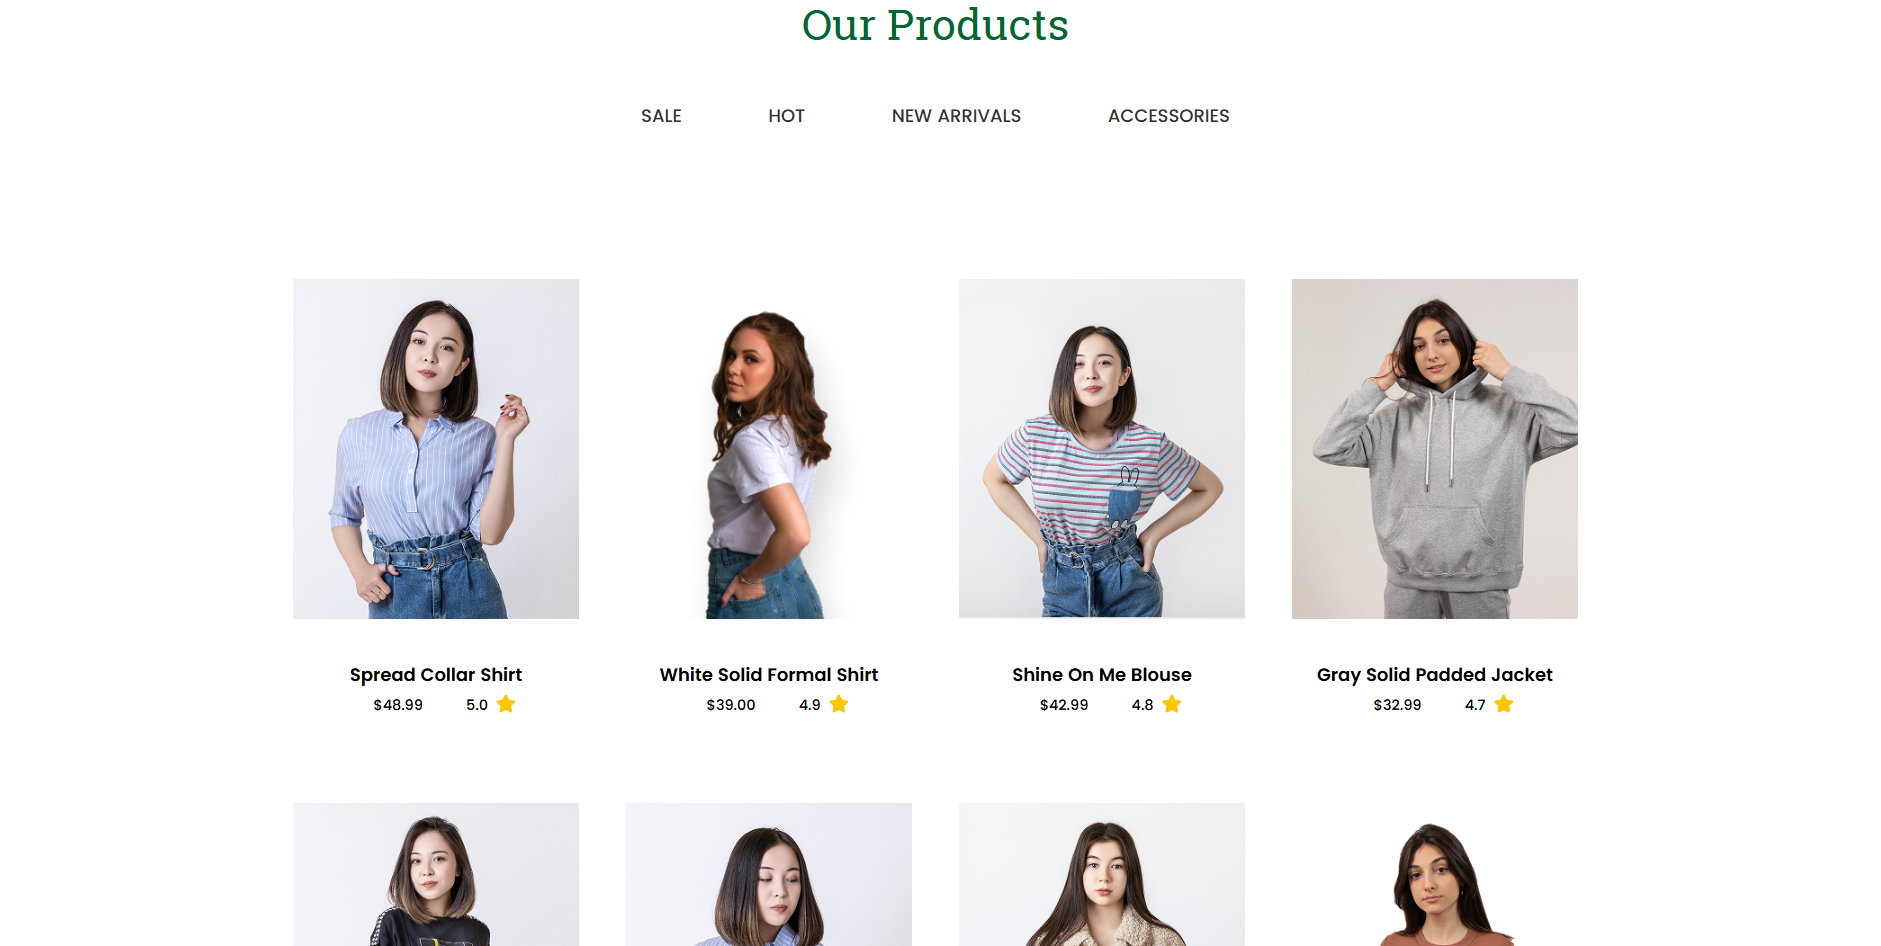 Our Products
SALE HOT NEW ARRIVALS ACCESSORIES
Spread Collar Shirt
$48.99 5.0
White Solid Formal Shirt
$39.00 4.9
Shine On Me Blouse
$42.99 4.8
Gray Solid Padded Jacket
$32.99 4.7